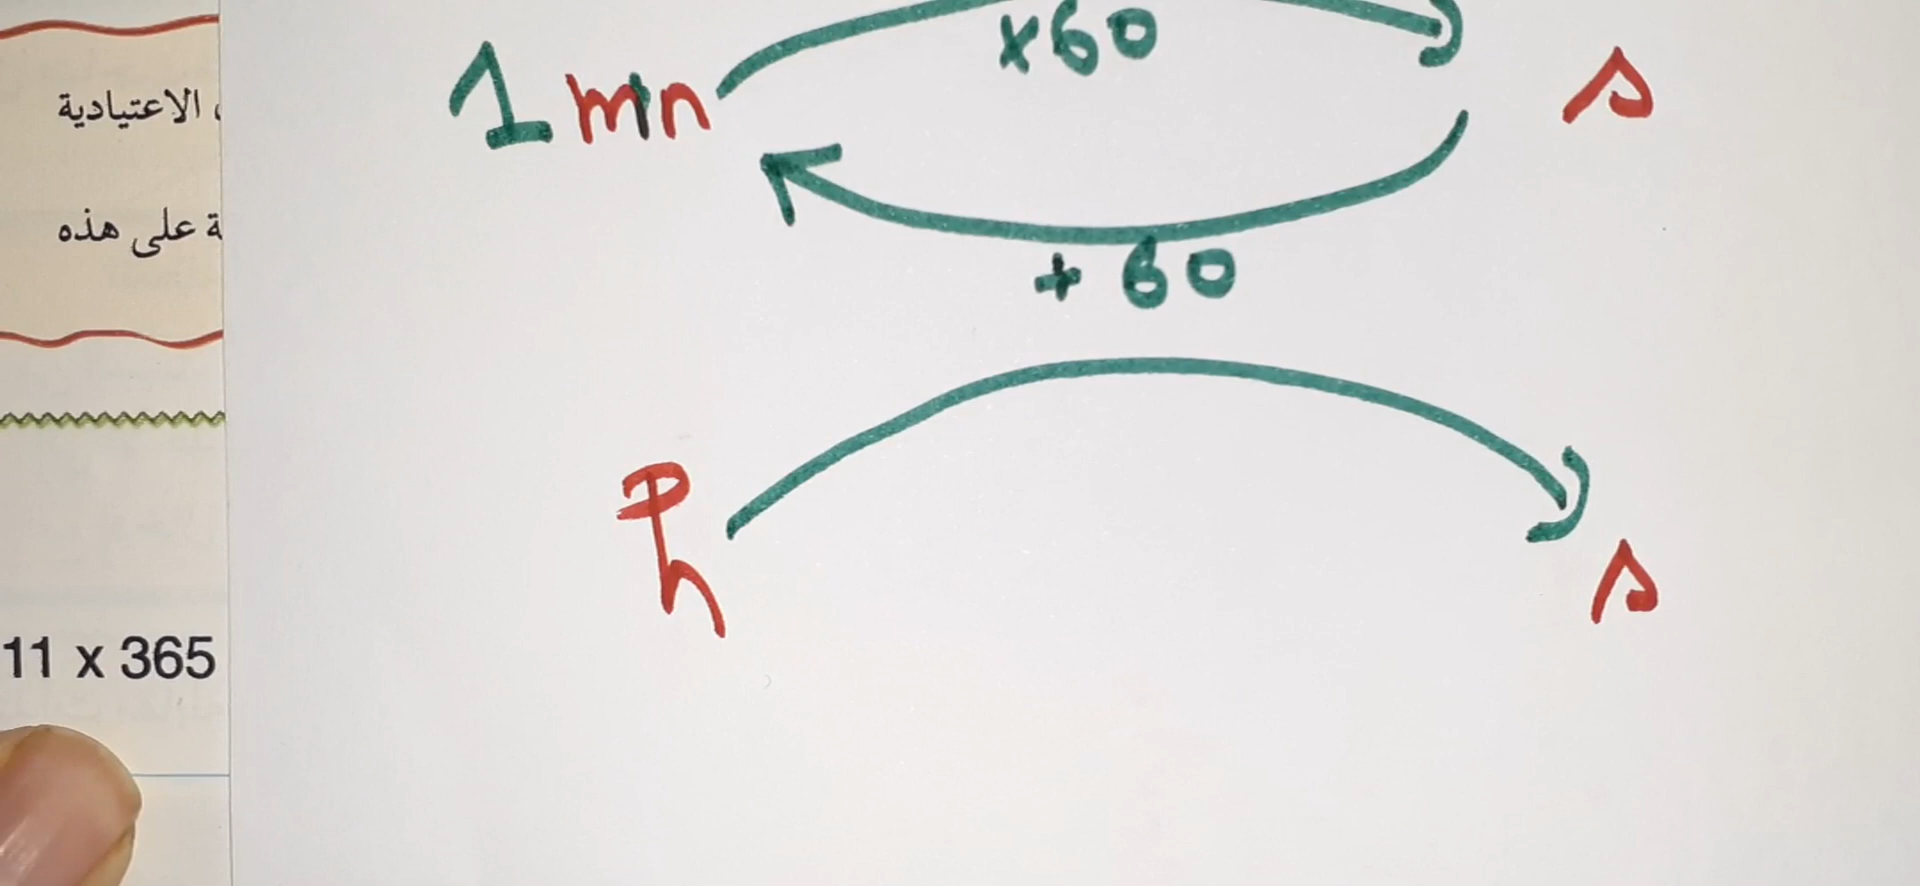 الاعتيادية
ة على هذه
11 x 365
1 mn x60 s
+ 60
h s